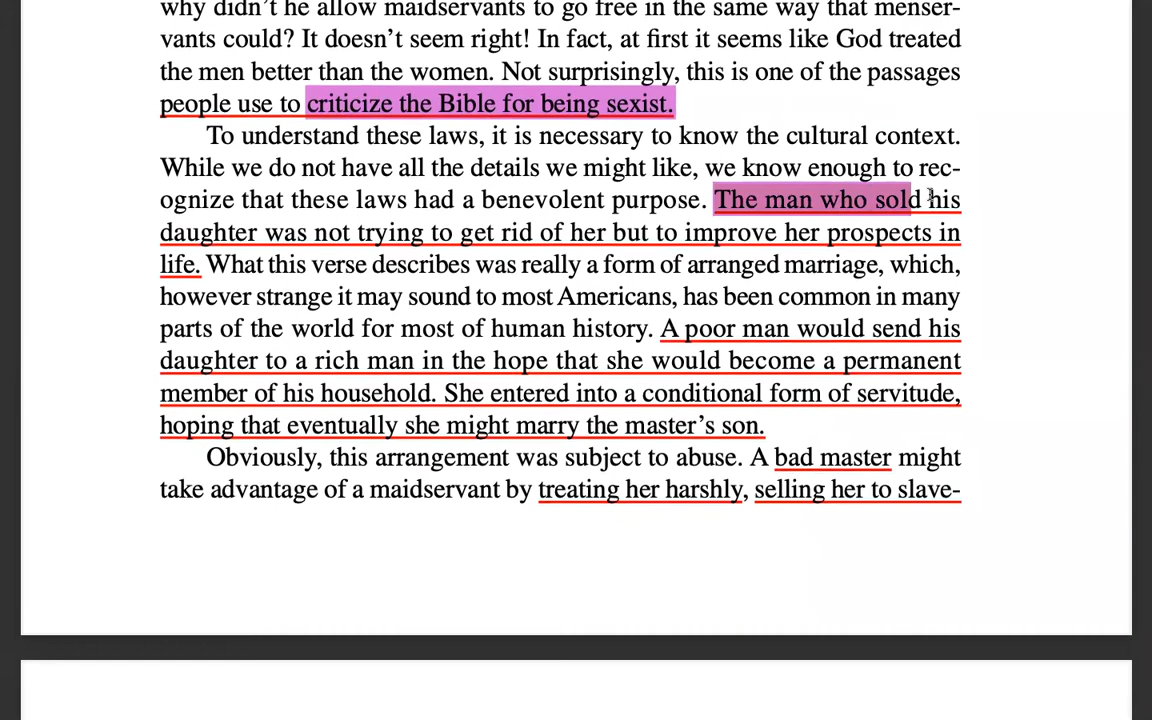 why didn’t he allow maidservants to go free in the same way that menser-
vants could? It doesn’t seem right! In fact, at first it seems like God treated
the men better than the women. Not surprisingly, this is one of the passages
people use to criticize the Bible for being sexist.
To understand these laws, it is necessary to know the cultural context.
While we do not have all the details we might like, we know enough to rec-
ognize that these laws had a benevolent purpose. The man who sold his
daughter was not trying to get rid of her but to improve her prospects in
life. What this verse describes was really a form of arranged marriage, which,
however strange it may sound to most Americans, has been common in many
parts of the world for most of human history. A poor man would send his
daughter to a rich man in the hope that she would become a permanent
member of his household. She entered into a conditional form of servitude,
hoping that eventually she might marry the master’s son.
Obviously, this arrangement was subject to abuse. A bad master might
take advantage of a maidservant by treating her harshly, selling her to slave-